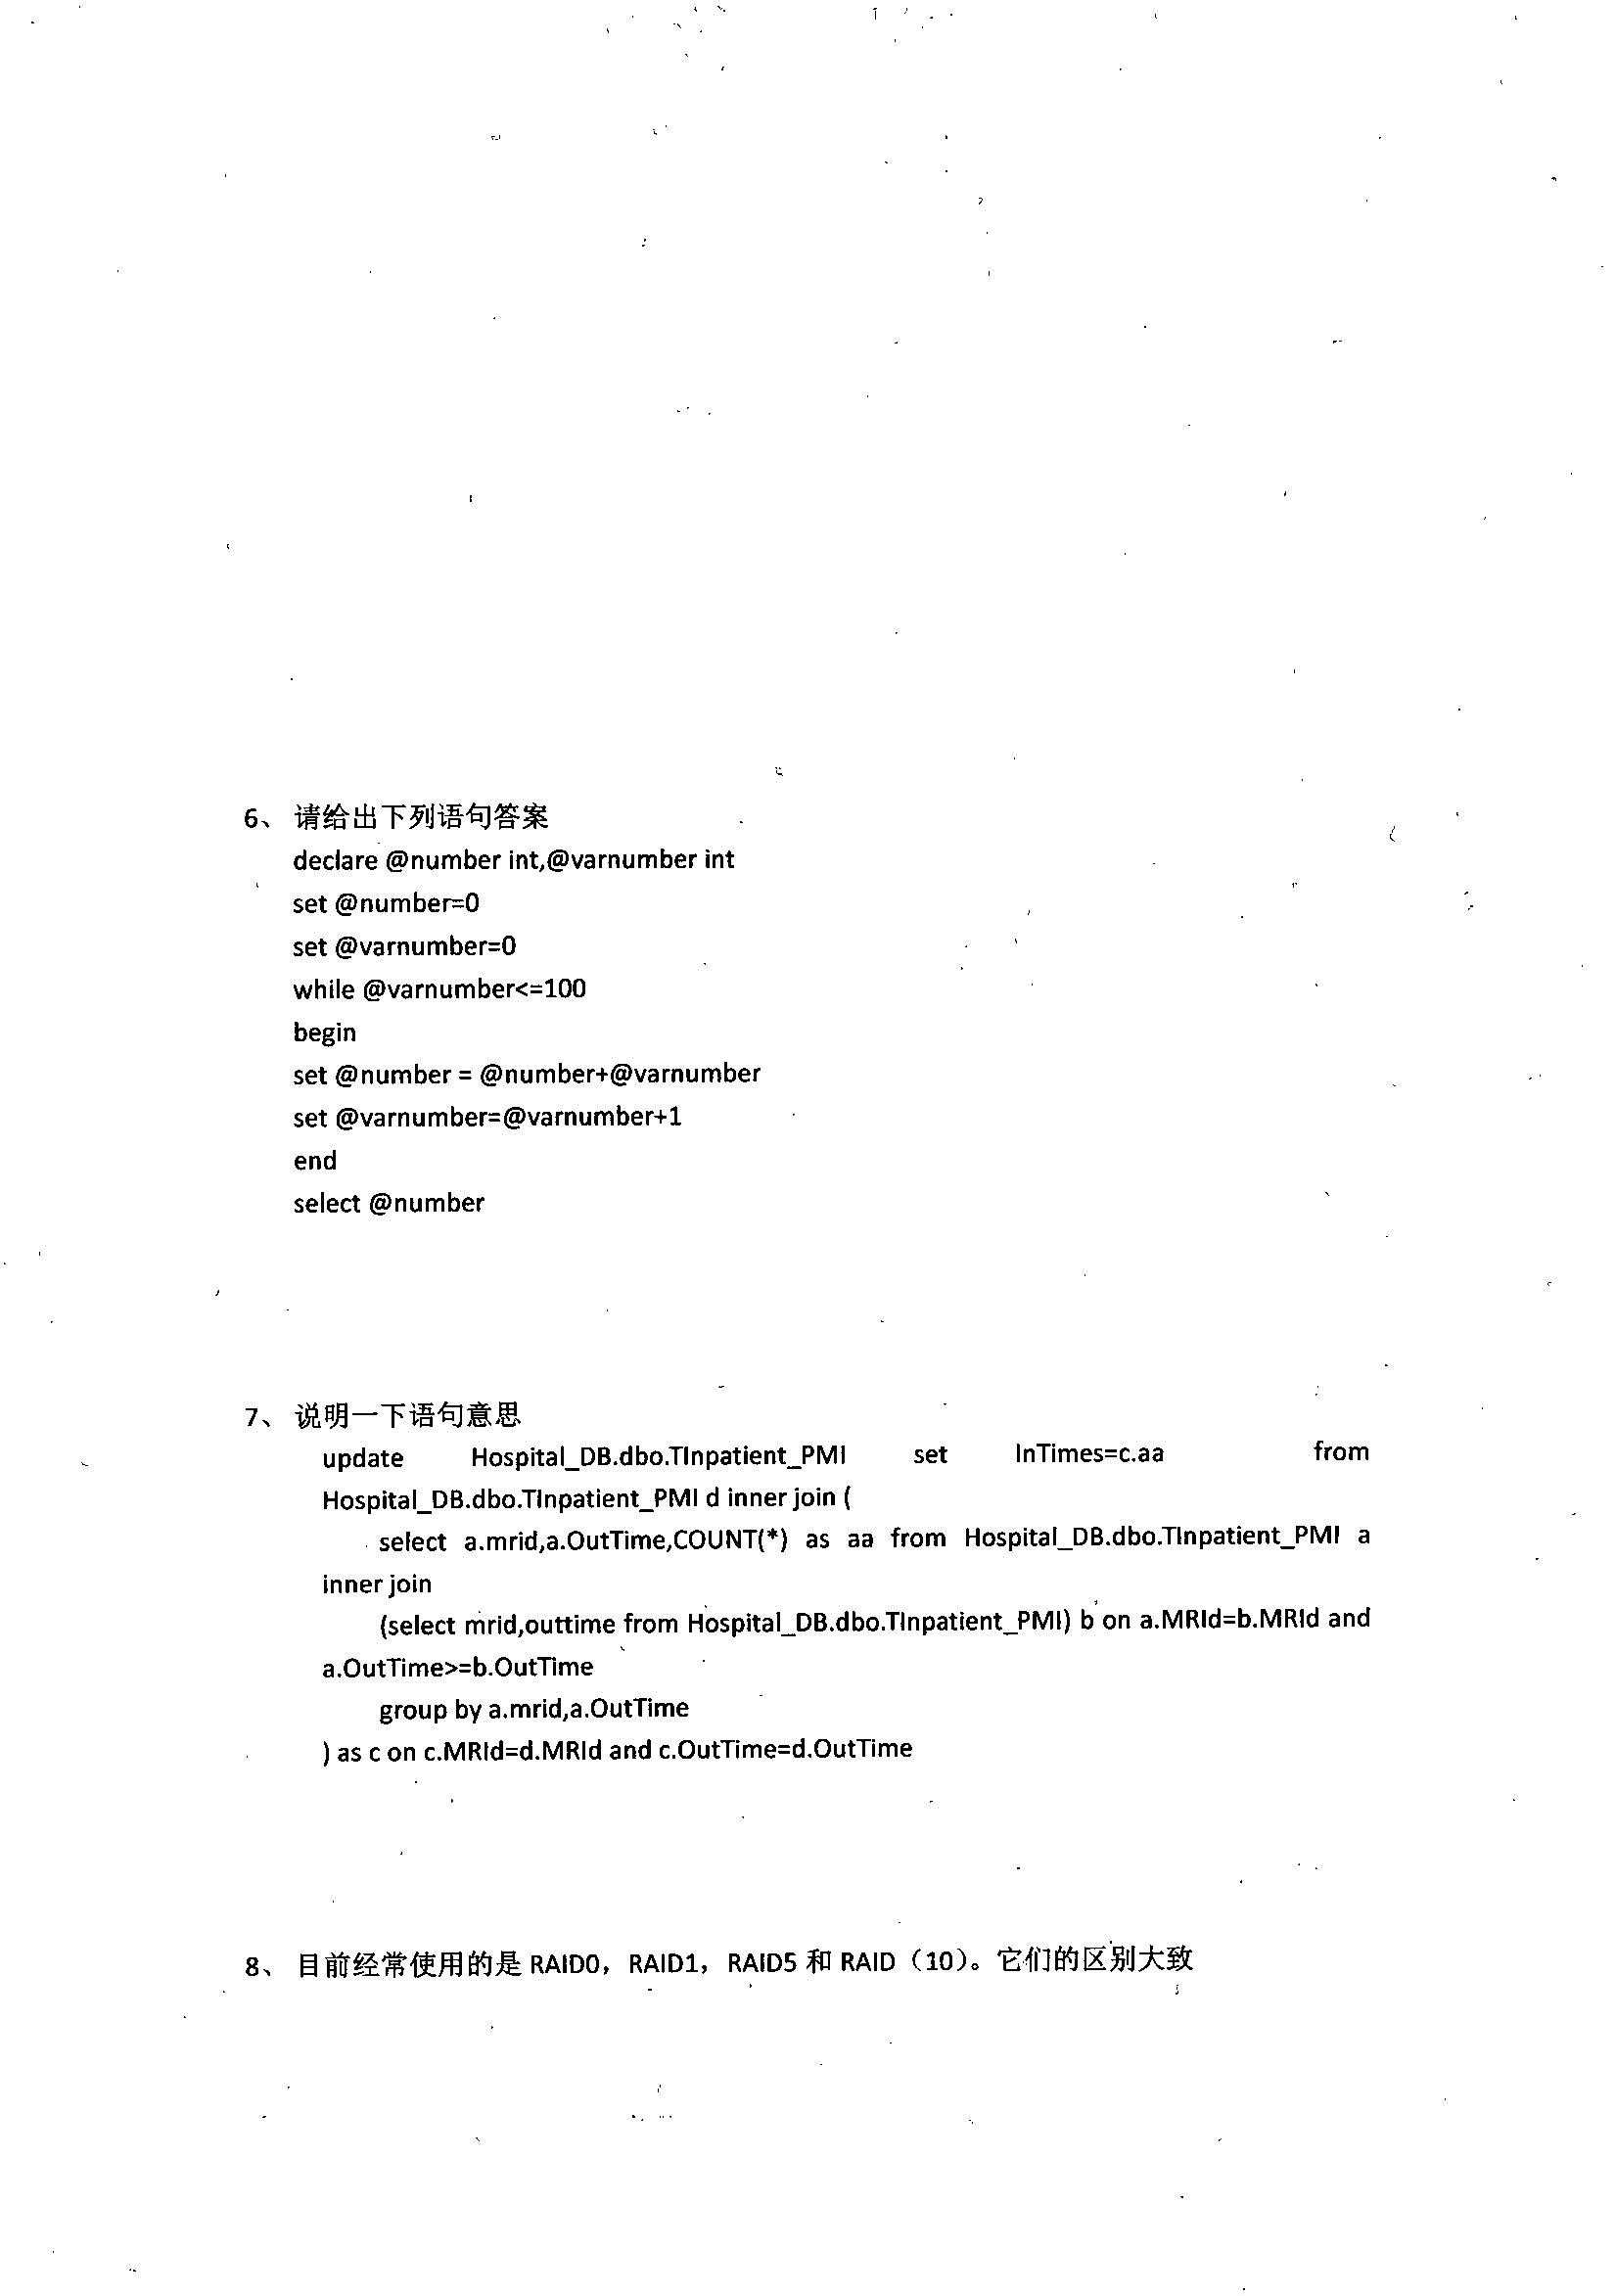 6、 请给出下列语句答案
declare @number int,@varnumber int
set @number=0
set @varnumber=0
while @varnumber<=100
begin
set @number = @number+@varnumber
set @varnumber=@varnumber+1
end
select @number
7、 说明一下语句意思
update Hospital_DB.dbo.TInpatient_PMI set InTimes=c.aa from
Hospital_DB.dbo.TInpatient_PMI d inner join (
select a.mrid,a.OutTime,COUNT(*) as aa from Hospital_DB.dbo.TInpatient_PMI a
inner join
(select mrid,outtime from Hospital_DB.dbo.TInpatient_PMI) b on a.MRId=b.MRId and
a.OutTime>=b.OutTime
group by a.mrid,a.OutTime
) as c on c.MRId=d.MRId and c.OutTime=d.OutTime
8、 目前经常使用的是 RAID0，RAID1，RAID5 和 RAID（10）。它们的区别大致